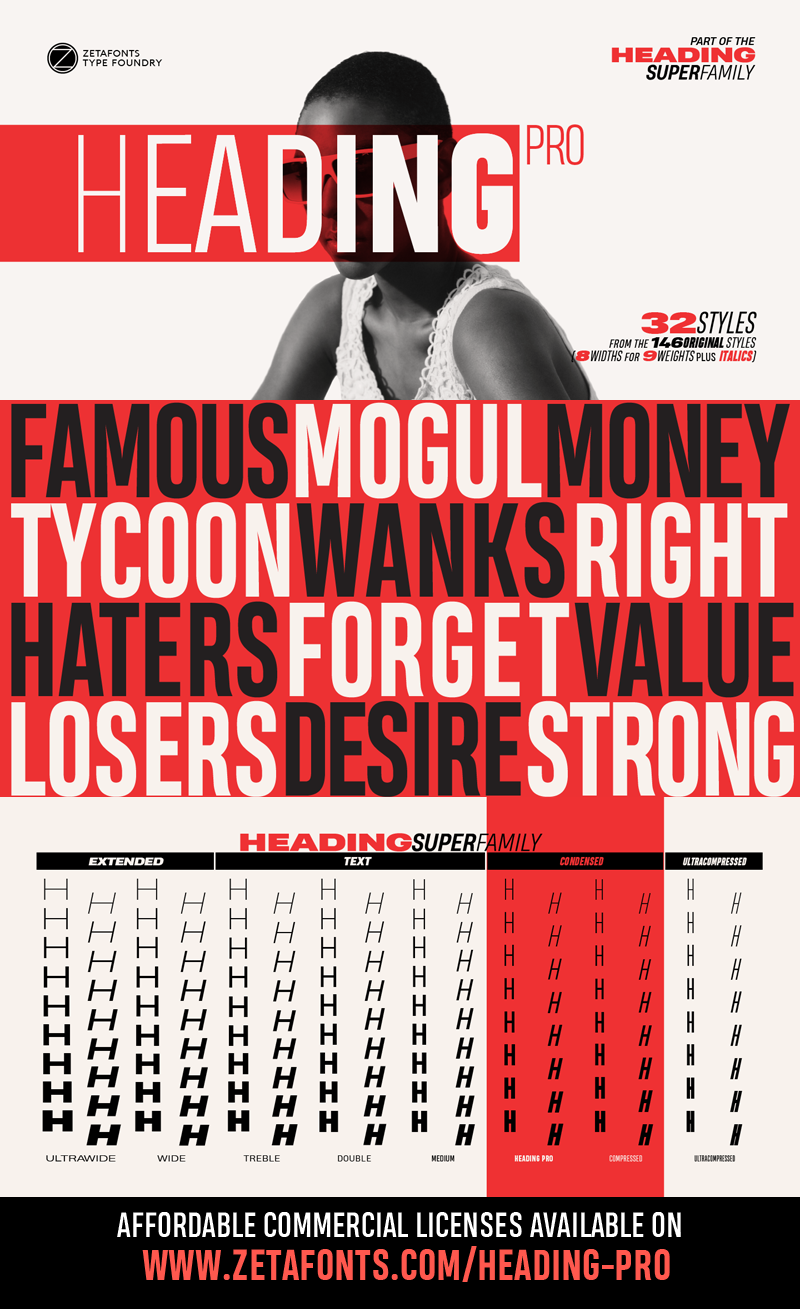 ZETAFONTS
TYPE FOUNDRY
PART OF THE
HEADING
SUPERFAMILY
HEADING PRO
32 STYLES
FROM THE 146 ORIGINAL STYLES
(8 WIDTHS FOR 9 WEIGHTS PLUS ITALICS)
FAMOUS MOGUL MONEY
TYCOON WANKS RIGHT
HATERS FORGET VALUE
LOSERS DESIRE STRONG
HEADING SUPERFAMILY
EXTENDED TEXT CONDENSED ULTRACOMPRESSED
H H H H H H H H H H H H H H H H
H H H H H H H H H H H H H H H H
H H H H H H H H H H H H H H H H
H H H H H H H H H H H H H H H H
H H H H H H H H H H H H H H H H
H H H H H H H H H H H H H H H H
H H H H H H H H H H H H H H H H
H H H H H H H H H H H H H H H H
H H H H H H H H H H
ULTRAWIDE WIDE TREBLE DOUBLE MEDIUM HEADING PRO COMPRESSED ULTRACOMPRESSED
AFFORDABLE COMMERCIAL LICENSES AVAILABLE ON
WWW.ZETAFONTS.COM/HEADING-PRO